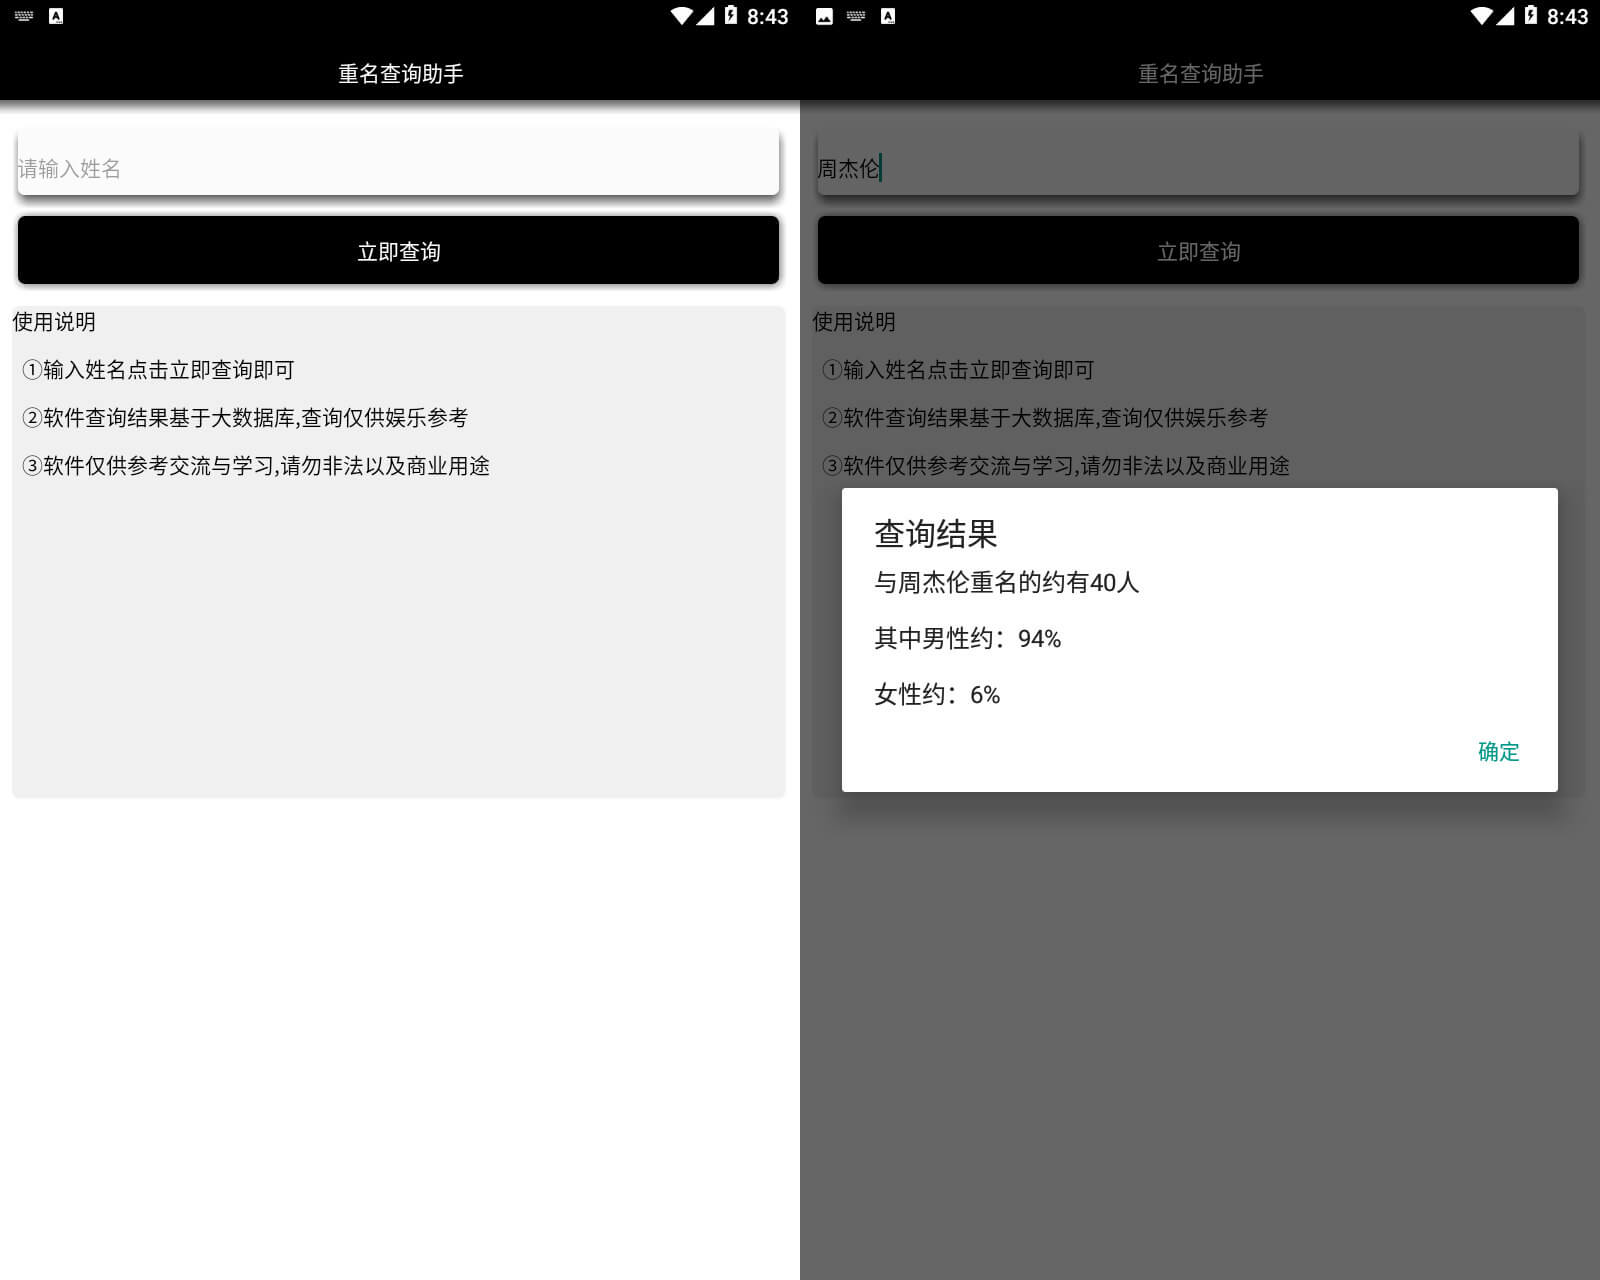 8:43
重名查询助手
请输入姓名
立即查询
使用说明
①输入姓名点击立即查询即可
②软件查询结果基于大数据库,查询仅供娱乐参考
③软件仅供参考交流与学习,请勿非法以及商业用途
8:43
重名查询助手
周杰伦
立即查询
使用说明
①输入姓名点击立即查询即可
②软件查询结果基于大数据库,查询仅供娱乐参考
③软件仅供参考交流与学习,请勿非法以及商业用途
查询结果
与周杰伦重名的约有40人
其中男性约：94%
女性约：6%
确定